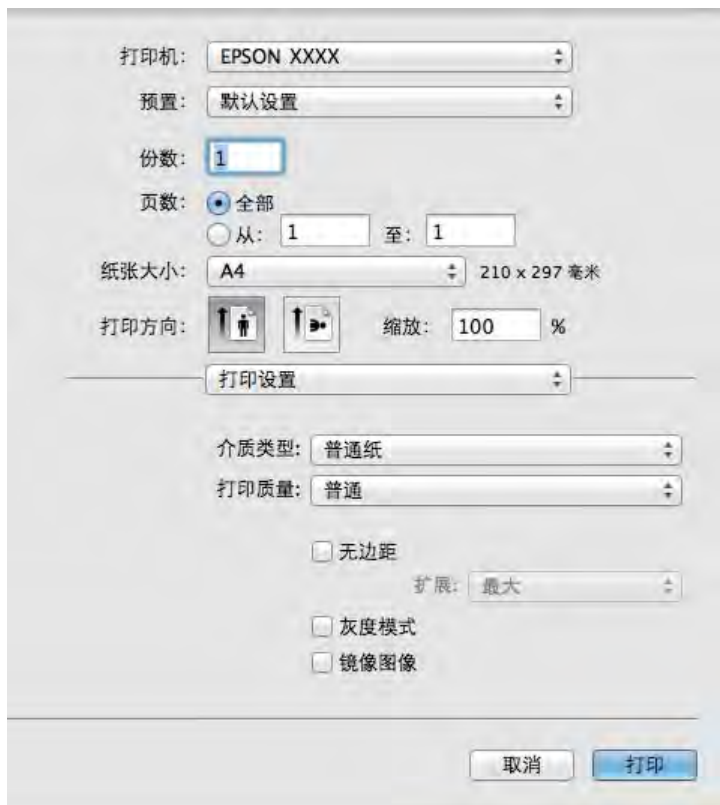 打印机: EPSON XXXX
预置: 默认设置
份数: 1
页数: 全部
从: 1 至: 1
纸张大小: A4 210 x 297 毫米
打印方向: 缩放: 100 %
打印设置
介质类型: 普通纸
打印质量: 普通
无边距
扩展: 最大
灰度模式
镜像图像
取消 打印